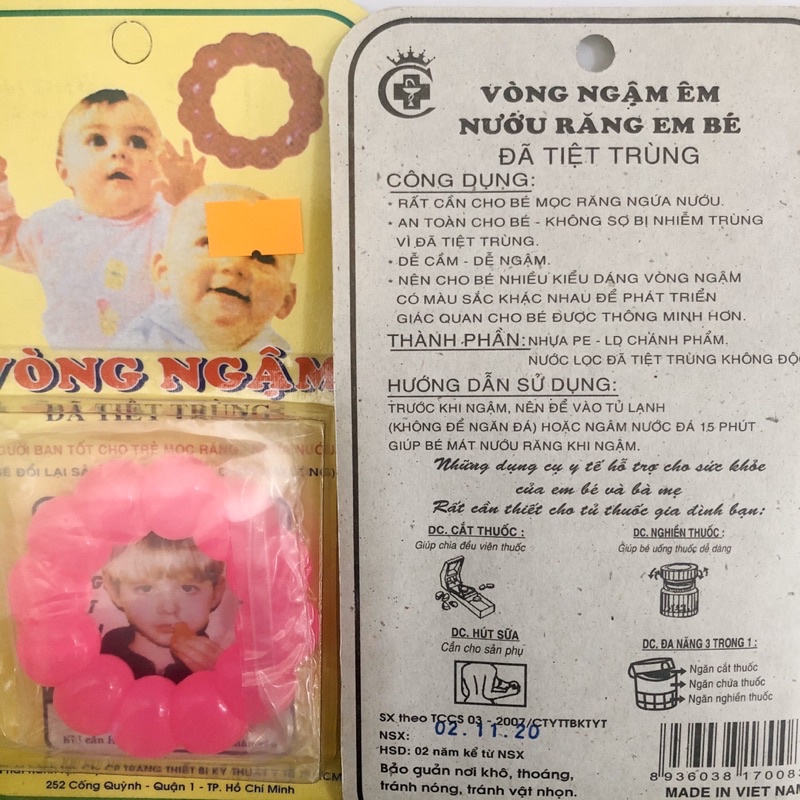 VÒNG NGẬM
ĐÃ TIỆT TRÙNG
NGƯỜI BẠN TỐT CHO TRẺ MỌC RĂNG
252 Cống Quỳnh - Quận 1 - TP. Hồ Chí Minh
VÒNG NGẬM ÊM
NƯỚU RĂNG EM BÉ
ĐÃ TIỆT TRÙNG
CÔNG DỤNG:
• RẤT CẦN CHO BÉ MỌC RĂNG NGỨA NƯỚU.
• AN TOÀN CHO BÉ - KHÔNG SỢ BỊ NHIỄM TRÙNG
VÌ ĐÃ TIỆT TRÙNG.
• DỄ CẦM - DỄ NGẬM.
• NÊN CHO BÉ NHIỀU KIỂU DÁNG VÒNG NGẬM
CÓ MÀU SẮC KHÁC NHAU ĐỂ PHÁT TRIỂN
GIÁC QUAN CHO BÉ ĐƯỢC THÔNG MINH HƠN.
THÀNH PHẦN: NHỰA PE - LD CHÁNH PHẨM.
NƯỚC LỌC ĐÃ TIỆT TRÙNG KHÔNG ĐỘ
HƯỚNG DẪN SỬ DỤNG:
TRƯỚC KHI NGẬM, NÊN ĐỂ VÀO TỦ LẠNH
(KHÔNG ĐỂ NGĂN ĐÁ) HOẶC NGÂM NƯỚC ĐÁ 15 PHÚT
GIÚP BÉ MÁT NƯỚU RĂNG KHI NGẬM.
Những dụng cụ y tế hỗ trợ cho sức khỏe
của em bé và bà mẹ
Rất cần thiết cho tủ thuốc gia đình bạn:
DC. CẮT THUỐC:
Giúp chia đều viên thuốc
DC. NGHIỀN THUỐC:
Giúp bé uống thuốc dễ dàng
DC. HÚT SỮA
Cần cho sản phụ
DC. ĐA NĂNG 3 TRONG 1:
Ngăn cắt thuốc
Ngăn chứa thuốc
Ngăn nghiền thuốc
SX theo TCCS 03 - 2007/CTYTTBKTYT
NSX: 02.11.20
HSD: 02 năm kể từ NSX
Bảo quản nơi khô, thoáng,
tránh nóng, tránh vật nhọn.
8 936038 170083
MADE IN VIET NAM